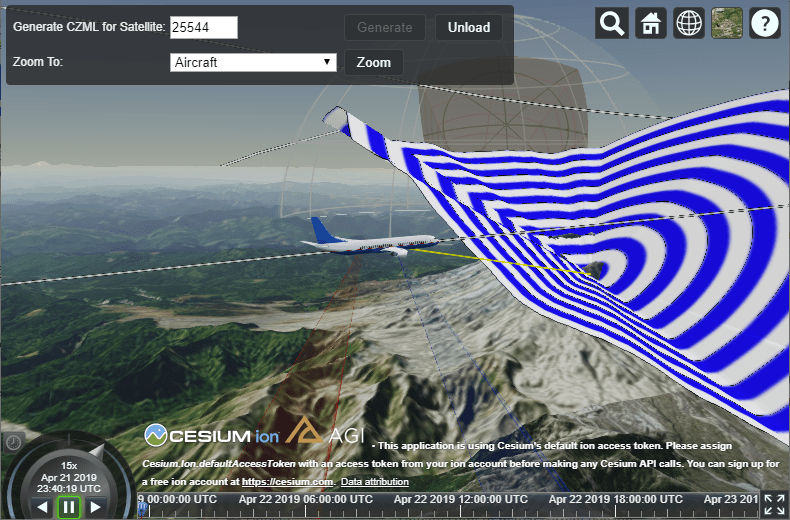 Generate CZML for Satellite: 25544 Generate Unload
Zoom To: Aircraft Zoom
?
CESIUM ion AGI
• This application is using Cesium's default ion access token. Please assign
Cesium.Ion.defaultAccessToken with an access token from your ion account before making any Cesium API calls. You can sign up
for a free ion account at https://cesium.com. Data attribution
15x
Apr 21 2019
23:40:19 UTC
9 00:00:00 UTC Apr 22 2019 06:00:00 UTC Apr 22 2019 12:00:00 UTC Apr 22 2019 18:00:00 UTC Apr 23 201